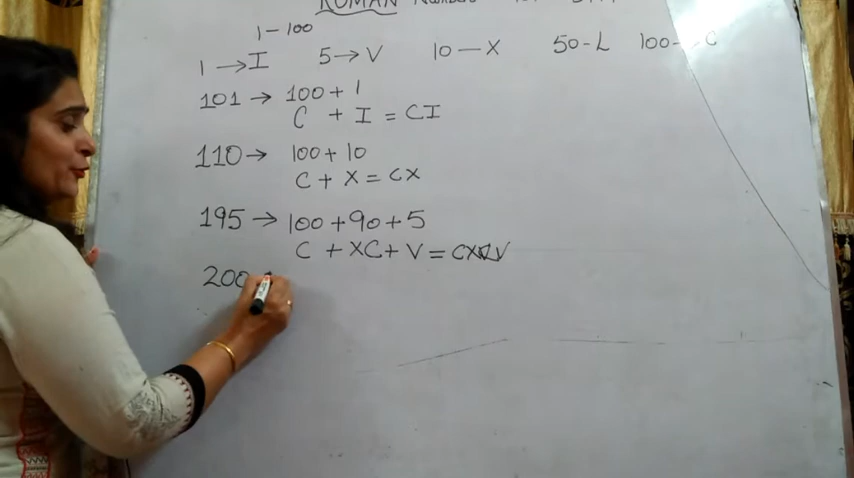 ROMAN Numbers
1 – 100
1 → I 5 → V 10 — X 50 - L 100 - C
101 → 100 + 1
C + I = CI
110 → 100 + 10
C + X = CX
195 → 100 + 90 + 5
C + XC + V = CXCV
200